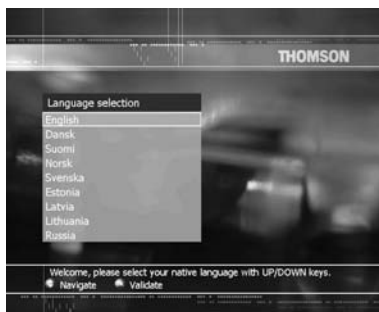 THOMSON
Language selection
English
Dansk
Suomi
Norsk
Svenska
Estonia
Latvia
Lithuania
Russia
Welcome, please select your native language with UP/DOWN keys.
Navigate Validate